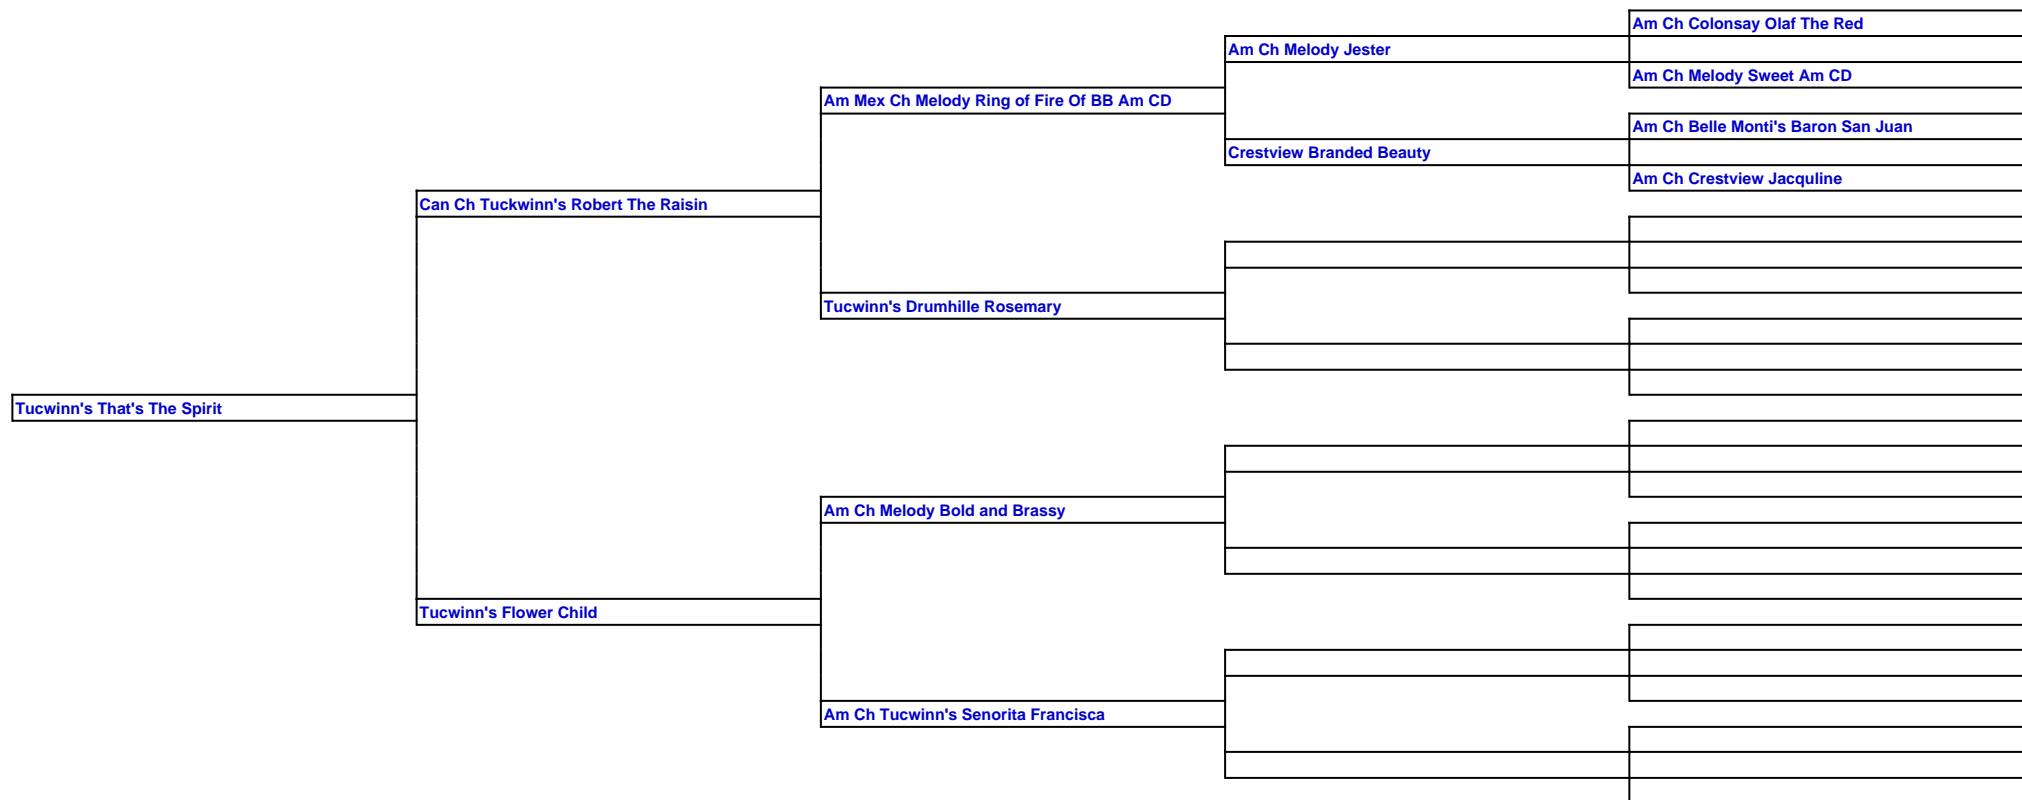 Am Ch Colonsay Olaf The Red
Am Ch Melody Jester
Am Ch Melody Sweet Am CD
Am Mex Ch Melody Ring of Fire Of BB Am CD
Am Ch Belle Monti's Baron San Juan
Crestview Branded Beauty
Am Ch Crestview Jacquline
Can Ch Tuckwinn's Robert The Raisin
Tucwinn's Drumhille Rosemary
Tucwinn's That's The Spirit
Am Ch Melody Bold and Brassy
Tucwinn's Flower Child
Am Ch Tucwinn's Senorita Francisca